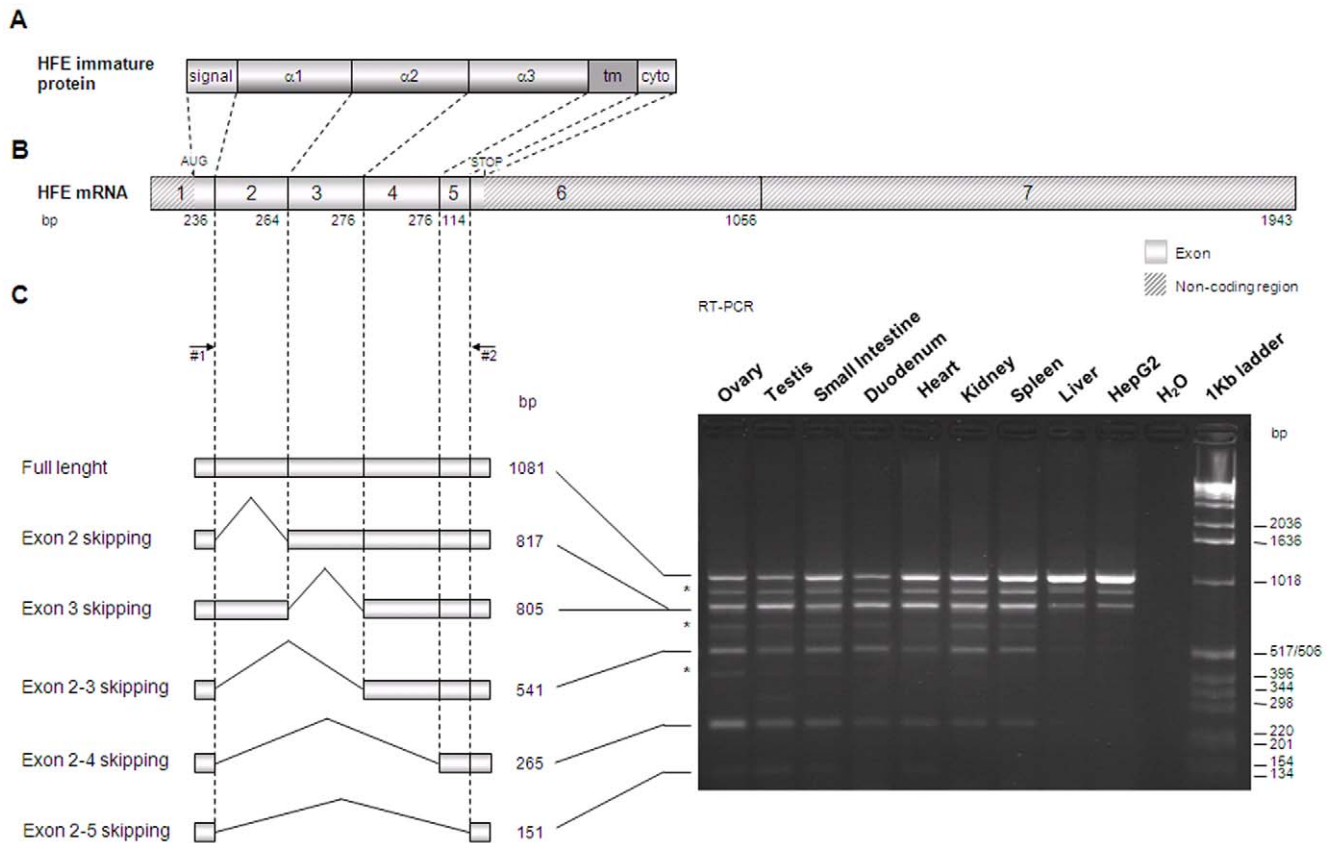 A
HFE immature
protein
signal α1 α2 α3 tm cyto
B
AUG STOP
HFE mRNA 1 2 3 4 5 6 7
bp 236 264 276 276 114 1056 1943
Exon
Non-coding region
C
RT-PCR
#1 #2
Ovary Testis Small Intestine Duodenum Heart Kidney Spleen Liver HepG2 H₂O 1Kb ladder
bp bp
Full lenght 1081
Exon 2 skipping 817
Exon 3 skipping 805
Exon 2-3 skipping 541
Exon 2-4 skipping 265
Exon 2-5 skipping 151
*
*
*
2036
1636
1018
517/506
396
344
298
220
201
154
134